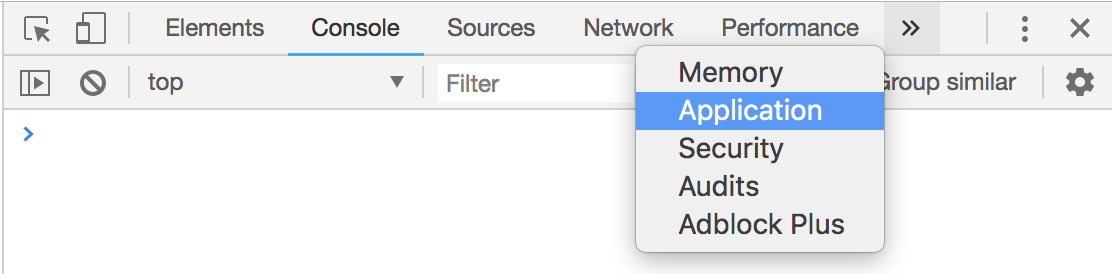 Elements Console Sources Network Performance
top Filter Group similar
Memory
Application
Security
Audits
Adblock Plus